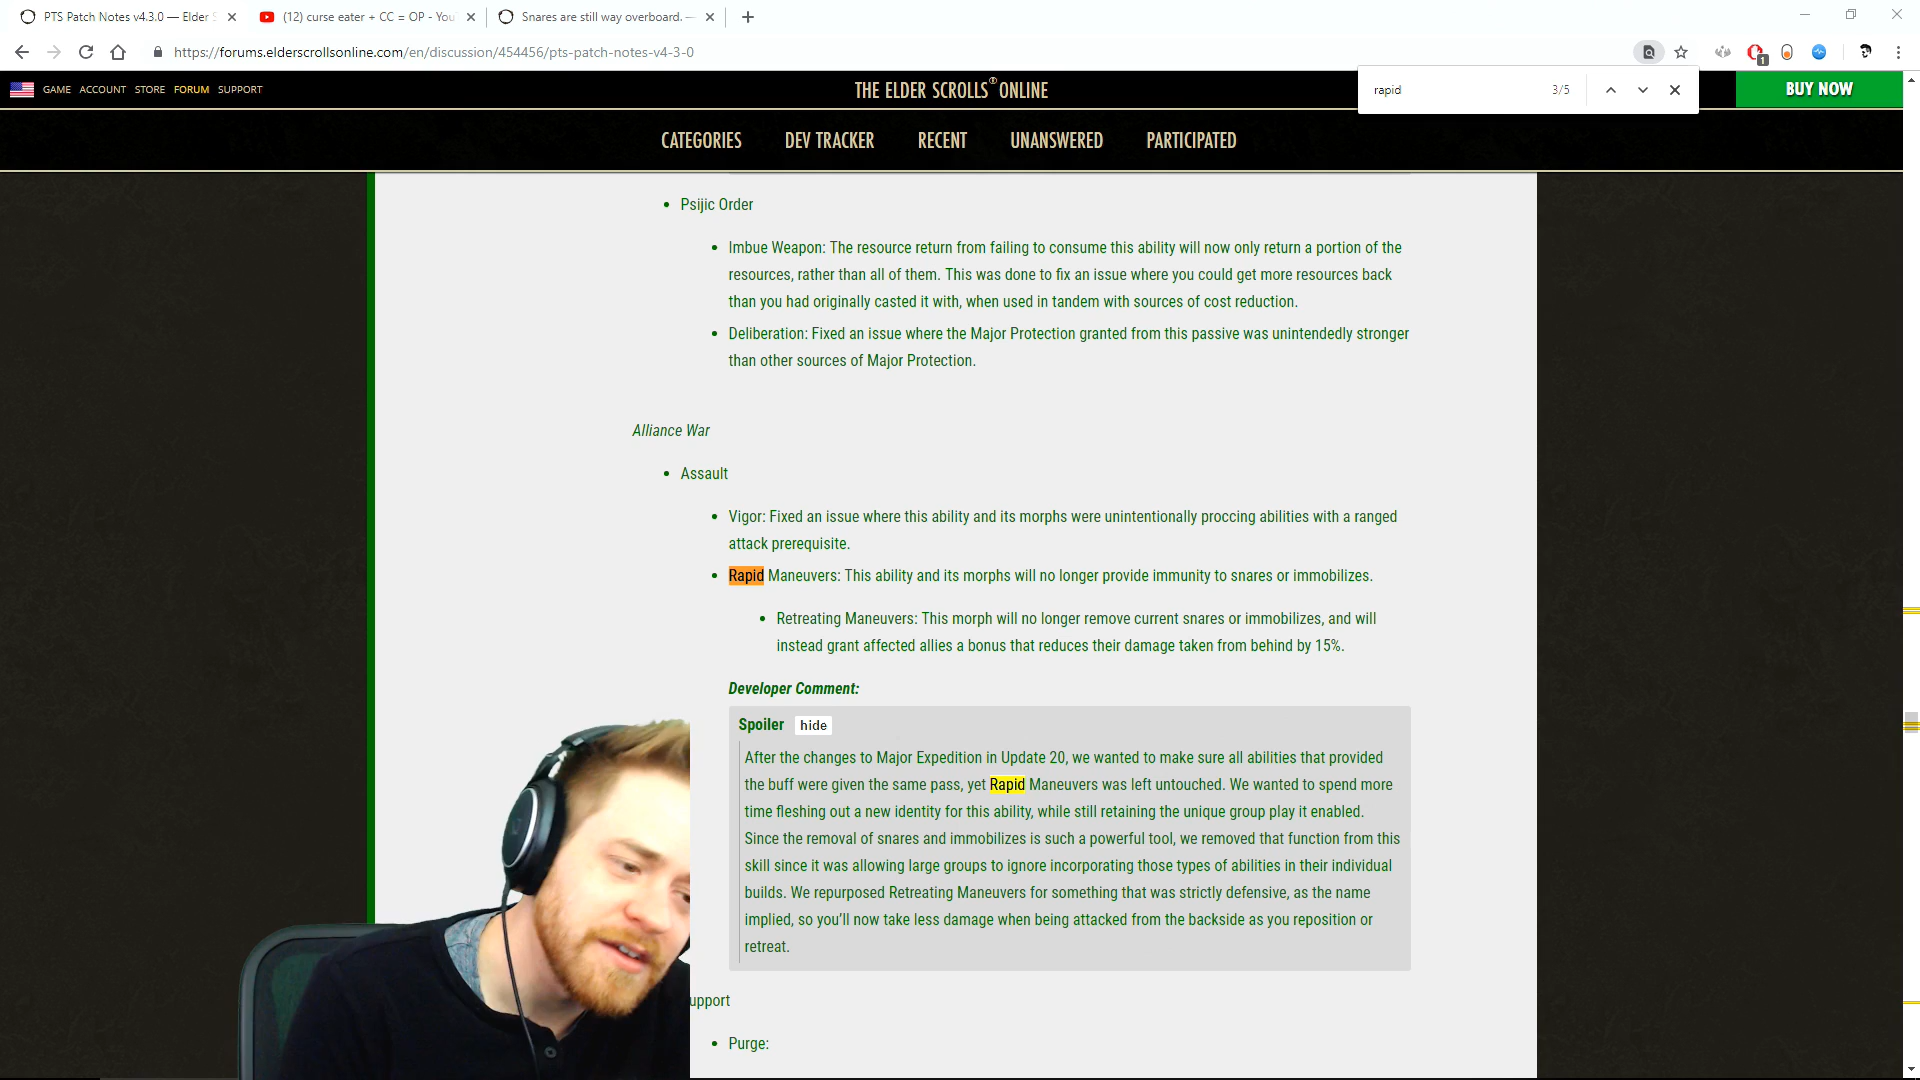 PTS Patch Notes v4.3.0 — Elder S
(12) curse eater + CC = OP - You
Snares are still way overboard. —
https://forums.elderscrollsonline.com/en/discussion/454456/pts-patch-notes-v4-3-0
1
rapid
3/5
GAME ACCOUNT STORE FORUM SUPPORT
THE ELDER SCROLLS ONLINE
BUY NOW
CATEGORIES DEV TRACKER RECENT UNANSWERED PARTICIPATED
• Psijic Order
• Imbue Weapon: The resource return from failing to consume this ability will now only return a portion of the
resources, rather than all of them. This was done to fix an issue where you could get more resources back
than you had originally casted it with, when used in tandem with sources of cost reduction.
• Deliberation: Fixed an issue where the Major Protection granted from this passive was unintendedly stronger
than other sources of Major Protection.
Alliance War
• Assault
• Vigor: Fixed an issue where this ability and its morphs were unintentionally proccing abilities with a ranged
attack prerequisite.
• Rapid Maneuvers: This ability and its morphs will no longer provide immunity to snares or immobilizes.
• Retreating Maneuvers: This morph will no longer remove current snares or immobilizes, and will
instead grant affected allies a bonus that reduces their damage taken from behind by 15%.
Developer Comment:
Spoiler hide
After the changes to Major Expedition in Update 20, we wanted to make sure all abilities that provided
the buff were given the same pass, yet Rapid Maneuvers was left untouched. We wanted to spend more
time fleshing out a new identity for this ability, while still retaining the unique group play it enabled.
Since the removal of snares and immobilizes is such a powerful tool, we removed that function from this
skill since it was allowing large groups to ignore incorporating those types of abilities in their individual
builds. We repurposed Retreating Maneuvers for something that was strictly defensive, as the name
implied, so you'll now take less damage when being attacked from the backside as you reposition or
retreat.
upport
• Purge: